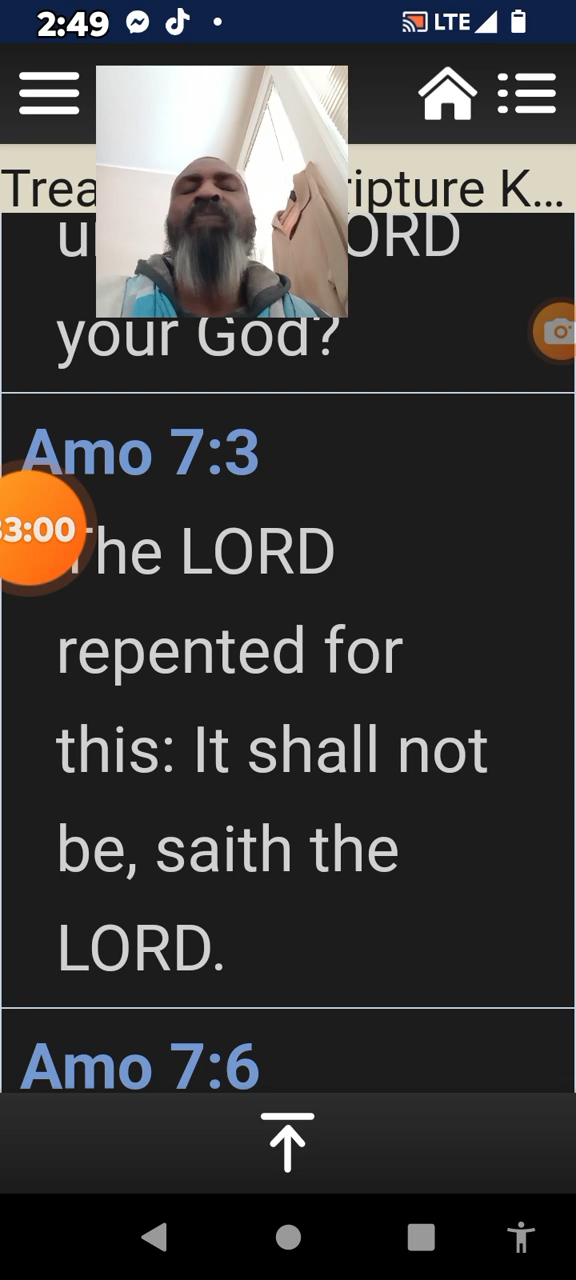 2:49 LTE
Trea ripture K...
ORD
your God?
Amo 7:3
33:00
The LORD
repented for
this: It shall not
be, saith the
LORD.
Amo 7:6